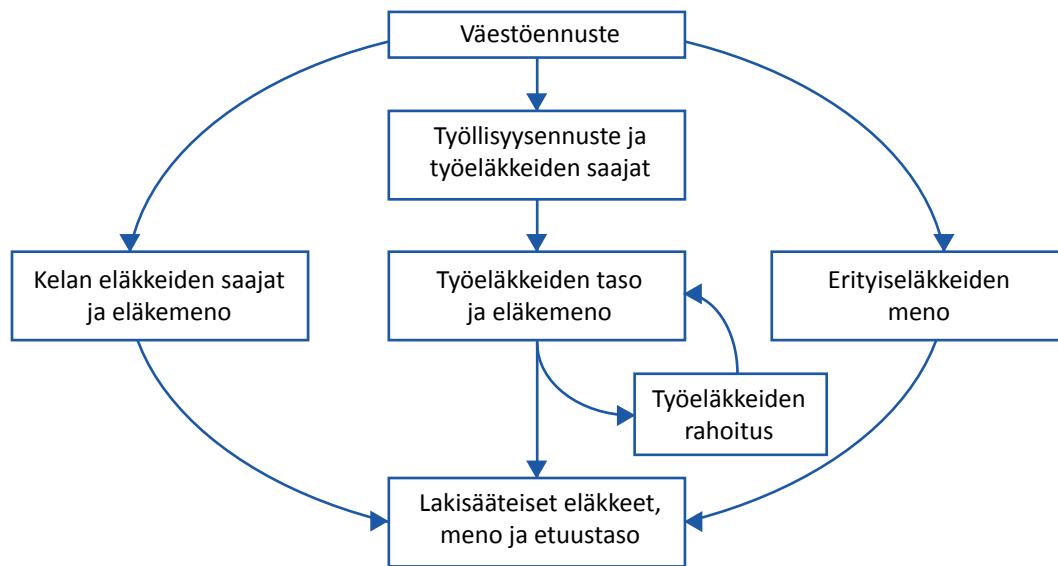 Väestöennuste
Työllisyysennuste ja
työeläkkeiden saajat
Kelan eläkkeiden saajat
ja eläkemeno
Työeläkkeiden taso
ja eläkemeno
Erityiseläkkeiden
meno
Työeläkkeiden
rahoitus
Lakisääteiset eläkkeet,
meno ja etuustaso